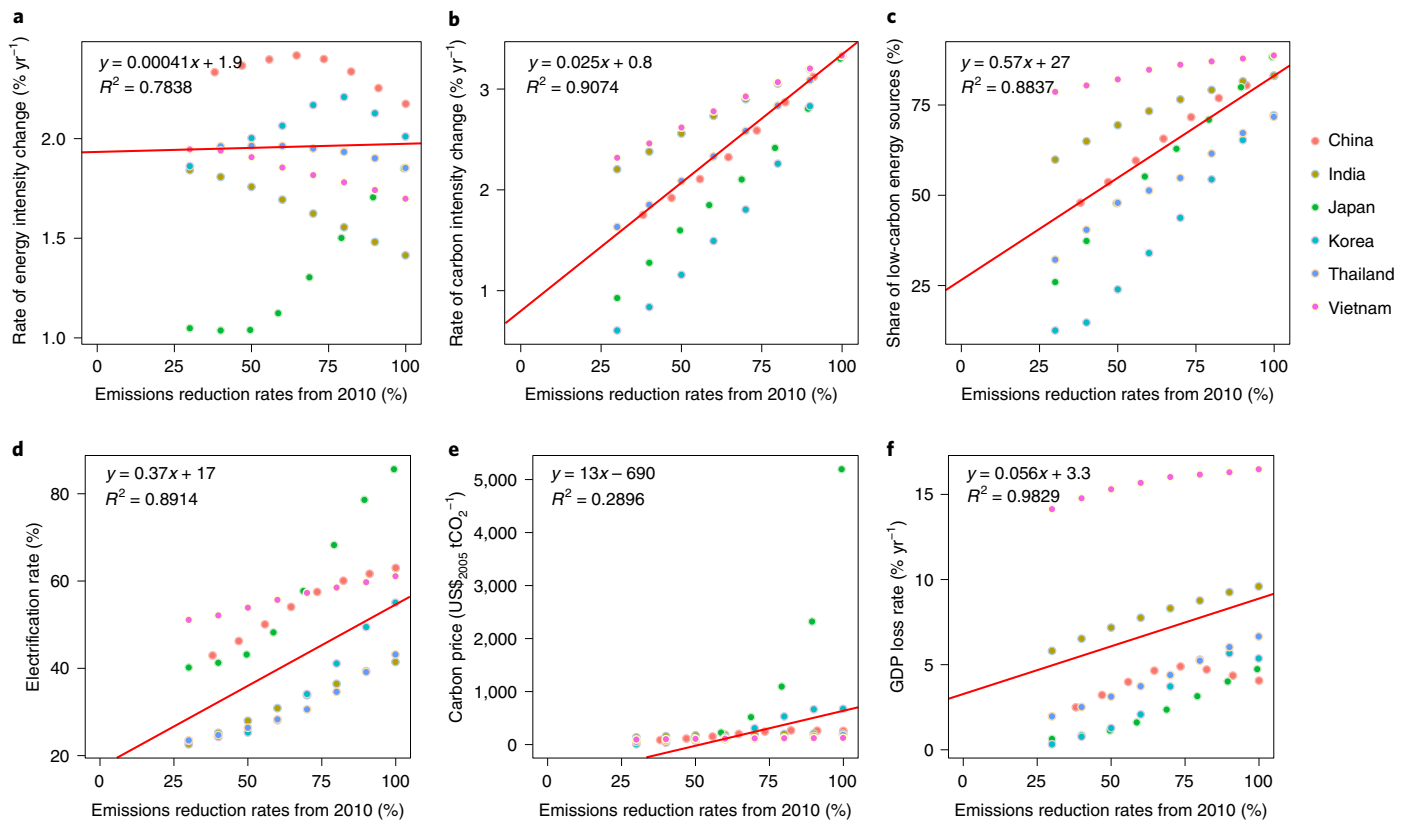 a
y = 0.00041x + 1.9
R² = 0.7838
Rate of energy intensity change (% yr⁻¹)
2.0
1.5
1.0
0
25
50
75
100
Emissions reduction rates from 2010 (%)
b
y = 0.025x + 0.8
R² = 0.9074
Rate of carbon intensity change (% yr⁻¹)
3
2
1
0
25
50
75
100
Emissions reduction rates from 2010 (%)
c
y = 0.57x + 27
R² = 0.8837
Share of low-carbon energy sources (%)
75
50
25
0
25
50
75
100
Emissions reduction rates from 2010 (%)
China
India
Japan
Korea
Thailand
Vietnam
d
y = 0.37x + 17
R² = 0.8914
Electrification rate (%)
80
60
40
20
0
25
50
75
100
Emissions reduction rates from 2010 (%)
e
y = 13x − 690
R² = 0.2896
Carbon price (US$₂₀₀₅ tCO₂⁻¹)
5,000
4,000
3,000
2,000
1,000
0
0
25
50
75
100
Emissions reduction rates from 2010 (%)
f
y = 0.056x + 3.3
R² = 0.9829
GDP loss rate (% yr⁻¹)
15
10
5
0
0
25
50
75
100
Emissions reduction rates from 2010 (%)